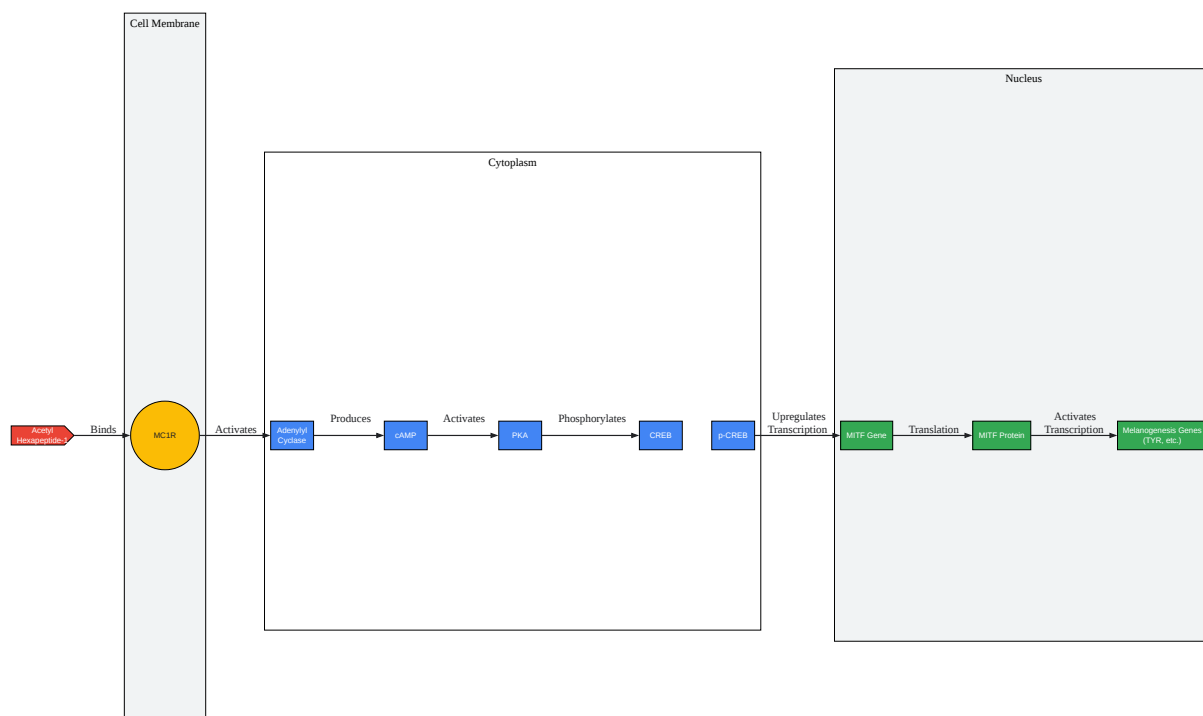 Cell Membrane
Nucleus
Cytoplasm
Acetyl
Hexapeptide-1
Binds
MC1R
Activates
Adenylyl
Cyclase
Produces
cAMP
Activates
PKA
Phosphorylates
CREB
p-CREB
Upregulates
Transcription
MITF Gene
Translation
MITF Protein
Activates
Transcription
Melanogenesis Genes
(TYR, etc.)